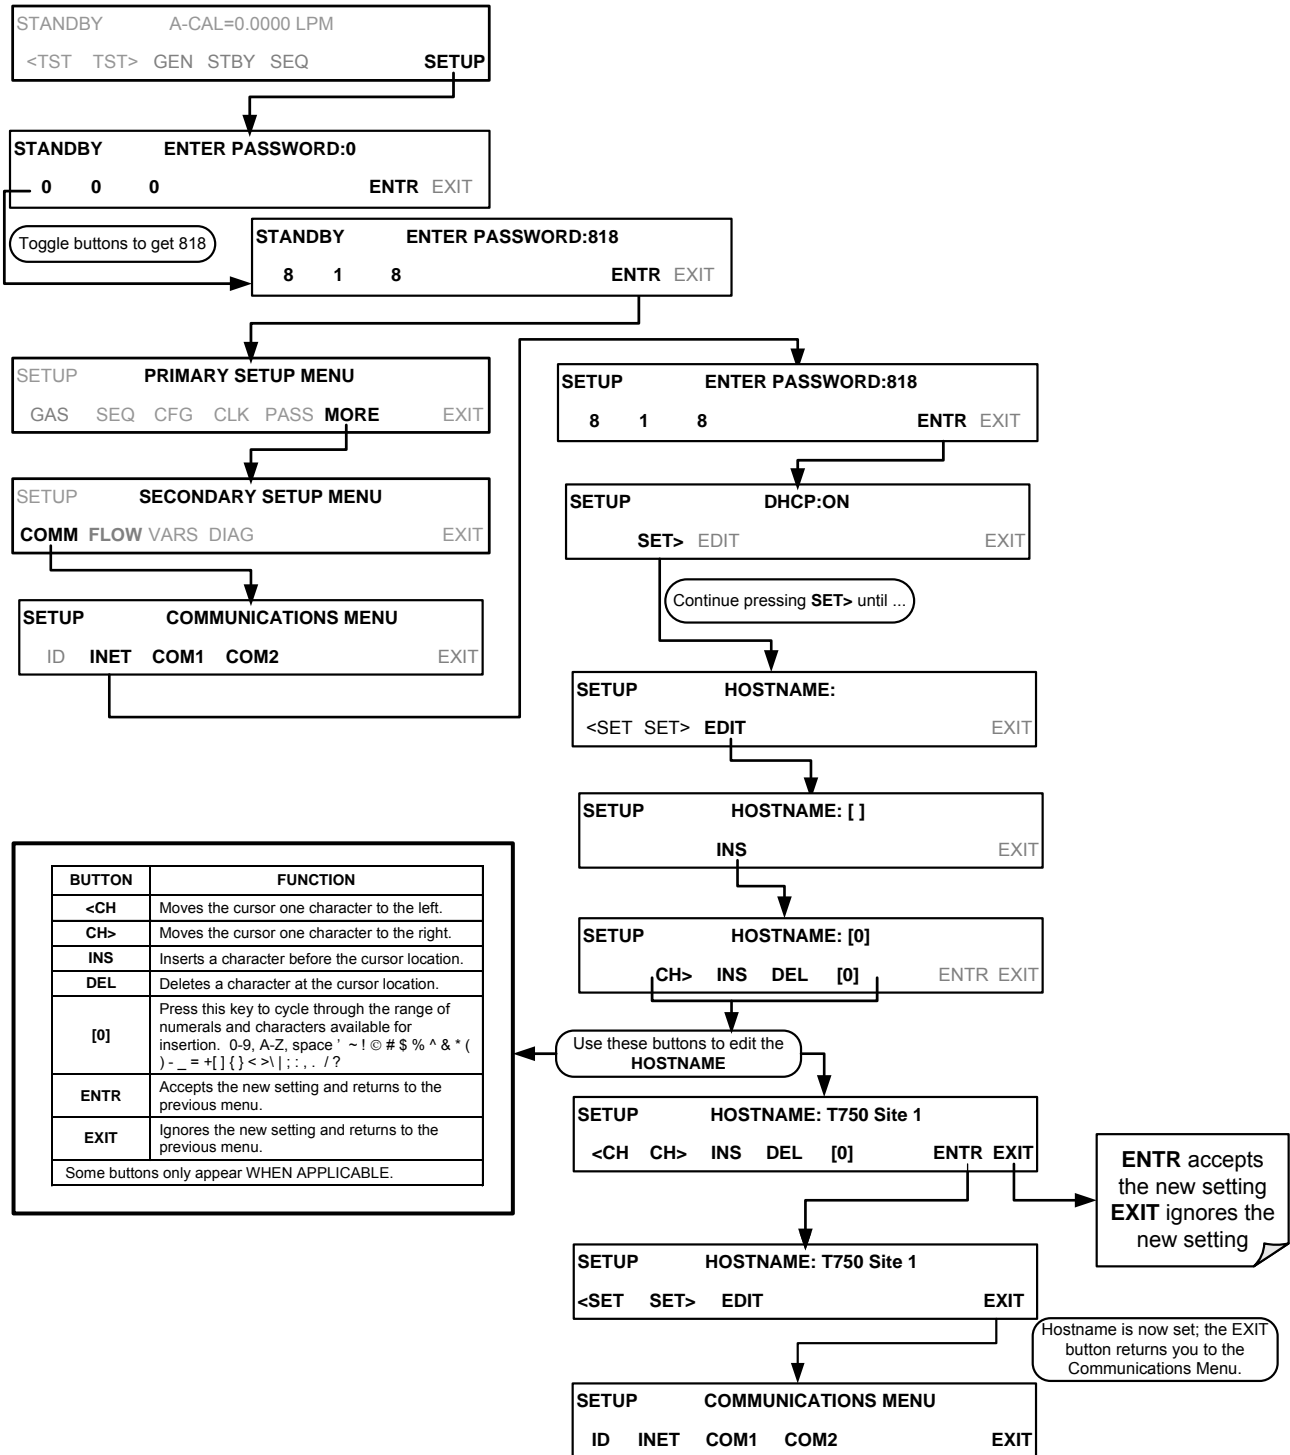 STANDBY A-CAL=0.0000 LPM
<TST TST> GEN STBY SEQ SETUP
STANDBY ENTER PASSWORD:0
0 0 0 ENTR EXIT
Toggle buttons to get 818
STANDBY ENTER PASSWORD:818
8 1 8 ENTR EXIT
SETUP PRIMARY SETUP MENU
GAS SEQ CFG CLK PASS MORE EXIT
SETUP SECONDARY SETUP MENU
COMM FLOW VARS DIAG EXIT
SETUP COMMUNICATIONS MENU
ID INET COM1 COM2 EXIT
SETUP ENTER PASSWORD:818
8 1 8 ENTR EXIT
SETUP DHCP:ON
SET> EDIT EXIT
Continue pressing SET> until ...
SETUP HOSTNAME:
<SET SET> EDIT EXIT
SETUP HOSTNAME: [ ]
INS EXIT
SETUP HOSTNAME: [0]
CH> INS DEL [0] ENTR EXIT
Use these buttons to edit the
HOSTNAME
BUTTON FUNCTION
<CH Moves the cursor one character to the left.
CH> Moves the cursor one character to the right.
INS Inserts a character before the cursor location.
DEL Deletes a character at the cursor location.
[0] Press this key to cycle through the range of
numerals and characters available for
insertion. 0-9, A-Z, space ' ~ ! © # $ % ^ & * (
) - _ = +[ ] { } < >\ | ; : , . / ?
ENTR Accepts the new setting and returns to the
previous menu.
EXIT Ignores the new setting and returns to the
previous menu.
Some buttons only appear WHEN APPLICABLE.
SETUP HOSTNAME: T750 Site 1
<CH CH> INS DEL [0] ENTR EXIT
ENTR accepts
the new setting
EXIT ignores the
new setting
SETUP HOSTNAME: T750 Site 1
<SET SET> EDIT EXIT
Hostname is now set; the EXIT
button returns you to the
Communications Menu.
SETUP COMMUNICATIONS MENU
ID INET COM1 COM2 EXIT